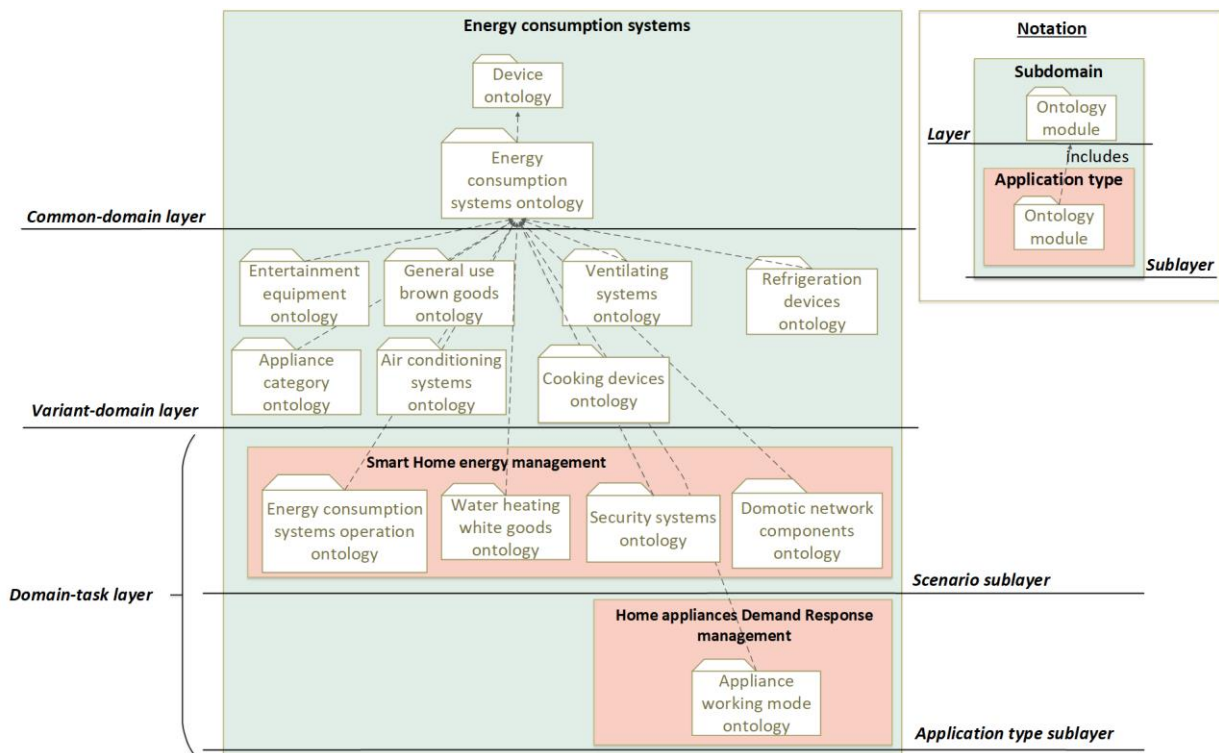 Energy consumption systems
Device
ontology
Energy
consumption
systems ontology
Common-domain layer
Entertainment
equipment
ontology
General use
brown goods
ontology
Ventilating
systems
ontology
Refrigeration
devices
ontology
Appliance
category
ontology
Air conditioning
systems
ontology
Cooking devices
ontology
Variant-domain layer
Smart Home energy management
Energy consumption
systems operation
ontology
Water heating
white goods
ontology
Security systems
ontology
Domotic network
components
ontology
Scenario sublayer
Domain-task layer
Home appliances Demand Response
management
Appliance
working mode
ontology
Application type sublayer
Notation
Subdomain
Ontology
module
Layer
includes
Application type
Ontology
module
Sublayer